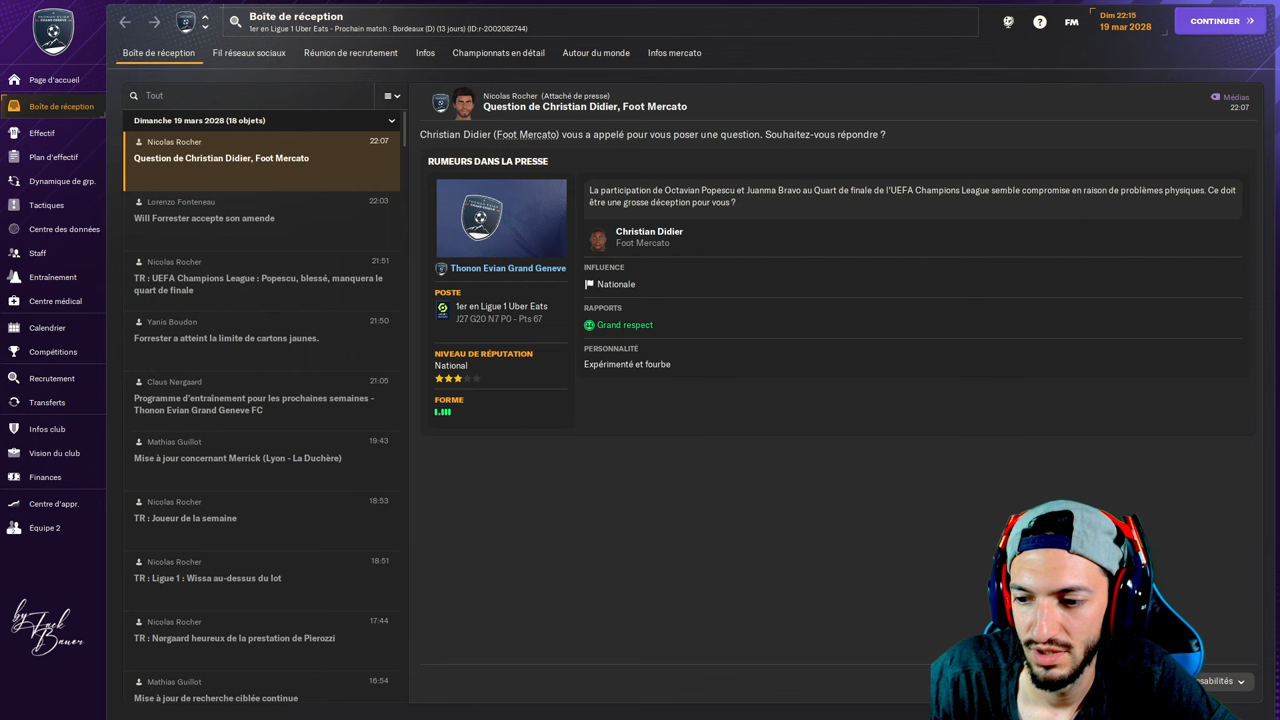 Boîte de réception
1er en Ligue 1 Uber Eats - Prochain match : Bordeaux (D) (13 jours) (ID:r-2002082744)
FM
Dim 22:15
19 mar 2028
CONTINUER
Boîte de réception
Fil réseaux sociaux
Réunion de recrutement
Infos
Championnats en détail
Autour du monde
Infos mercato
Page d'accueil
Boîte de réception
Effectif
Plan d'effectif
Dynamique de grp.
Tactiques
Centre des données
Staff
Entraînement
Centre médical
Calendrier
Compétitions
Recrutement
Transferts
Infos club
Vision du club
Finances
Centre d'appr.
Equipe 2
by Jack
Bauer
Tout
Dimanche 19 mars 2028 (18 objets)
Nicolas Rocher 22:07
Question de Christian Didier, Foot Mercato
Lorenzo Fonteneau 22:03
Will Forrester accepte son amende
Nicolas Rocher 21:51
TR : UEFA Champions League : Popescu, blessé, manquera le
quart de finale
Yanis Boudon 21:50
Forrester a atteint la limite de cartons jaunes.
Claus Nørgaard 21:05
Programme d'entraînement pour les prochaines semaines -
Thonon Evian Grand Geneve FC
Mathias Guillot 19:43
Mise à jour concernant Merrick (Lyon - La Duchère)
Nicolas Rocher 18:53
TR : Joueur de la semaine
Nicolas Rocher 18:51
TR : Ligue 1 : Wissa au-dessus du lot
Nicolas Rocher 17:44
TR : Nørgaard heureux de la prestation de Pierozzi
Mathias Guillot 16:54
Mise à jour de recherche ciblée continue
Nicolas Rocher (Attaché de presse)
Question de Christian Didier, Foot Mercato
Médias
22:07
Christian Didier (Foot Mercato) vous a appelé pour vous poser une question. Souhaitez-vous répondre ?
RUMEURS DANS LA PRESSE
Thonon Evian Grand Geneve
POSTE
1er en Ligue 1 Uber Eats
J27 G20 N7 P0 - Pts 67
NIVEAU DE RÉPUTATION
National
FORME
La participation de Octavian Popescu et Juanma Bravo au Quart de finale de l'UEFA Champions League semble compromise en raison de problèmes physiques. Ce doit
être une grosse déception pour vous ?
Christian Didier
Foot Mercato
INFLUENCE
Nationale
RAPPORTS
Grand respect
PERSONNALITÉ
Expérimenté et fourbe